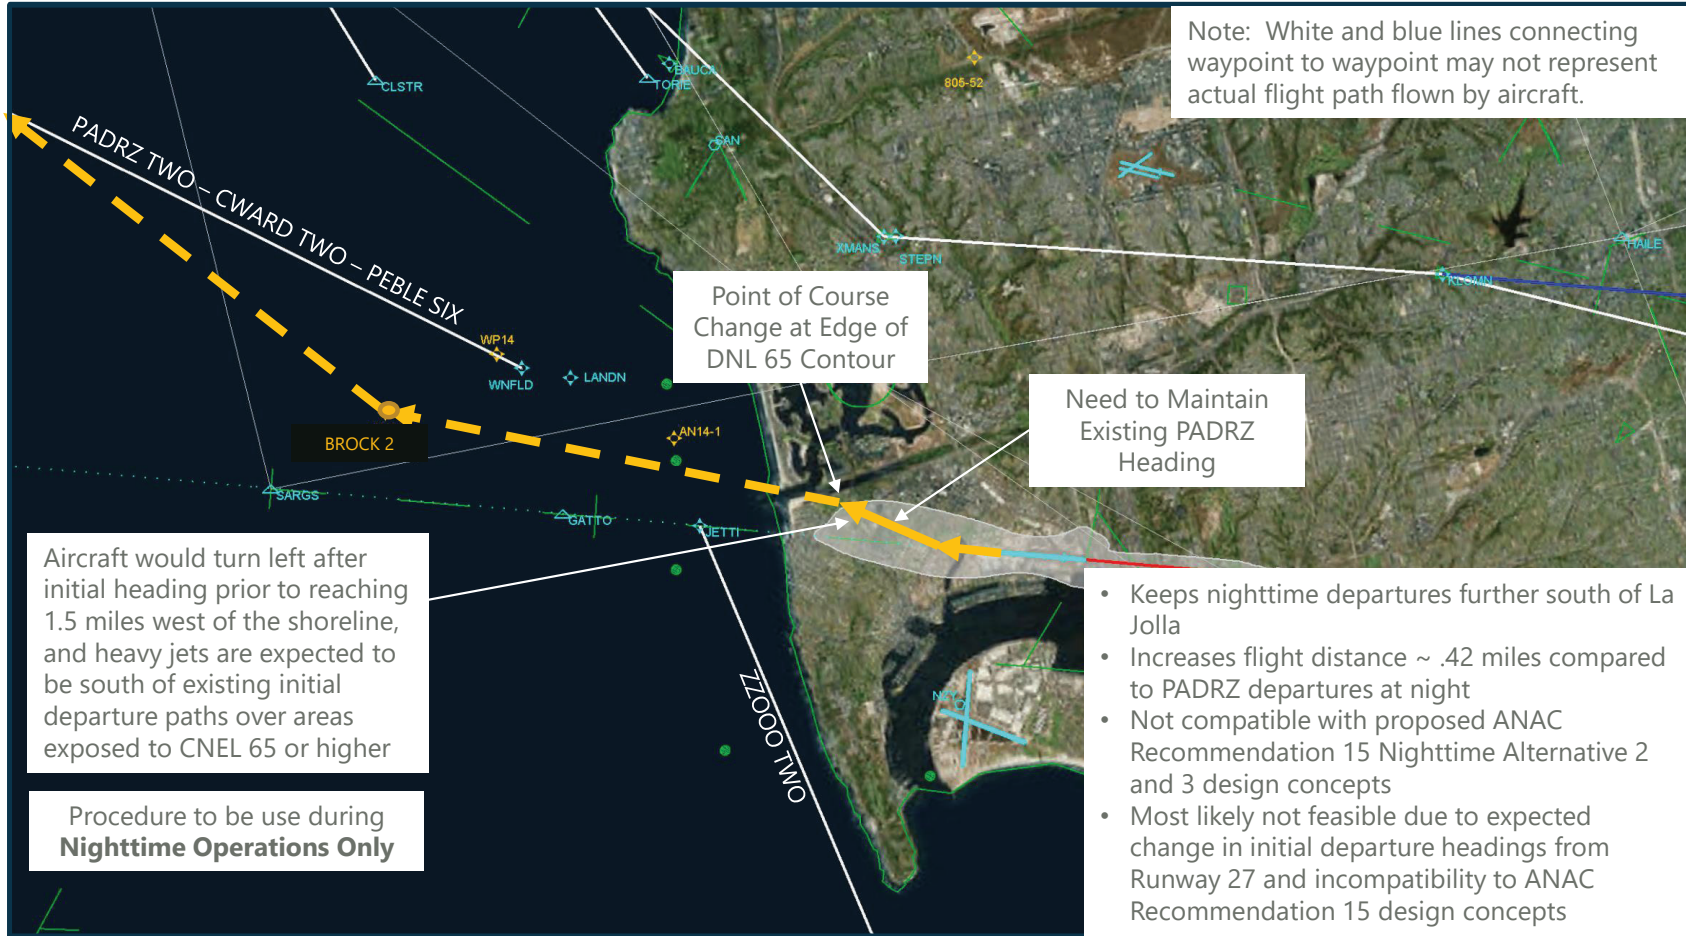 Note: White and blue lines connecting
waypoint to waypoint may not represent
actual flight path flown by aircraft.
CLSTR
BAUCA
TORIE
805-52
SAN
PADRZ TWO – CWARD TWO – PEBLE SIX
XMANS
STEPN
HAILE
KLOMN
Point of Course
Change at Edge of
DNL 65 Contour
WP14
WNFLD
LANDN
Need to Maintain
Existing PADRZ
Heading
BROCK 2
AN14-1
SARGS
GATTO
JETTI
Aircraft would turn left after
initial heading prior to reaching
1.5 miles west of the shoreline,
and heavy jets are expected to
be south of existing initial
departure paths over areas
exposed to CNEL 65 or higher
Procedure to be use during
Nighttime Operations Only
ZZOOO TWO
NZY
• Keeps nighttime departures further south of La
Jolla
• Increases flight distance ~ .42 miles compared
to PADRZ departures at night
• Not compatible with proposed ANAC
Recommendation 15 Nighttime Alternative 2
and 3 design concepts
• Most likely not feasible due to expected
change in initial departure headings from
Runway 27 and incompatibility to ANAC
Recommendation 15 design concepts